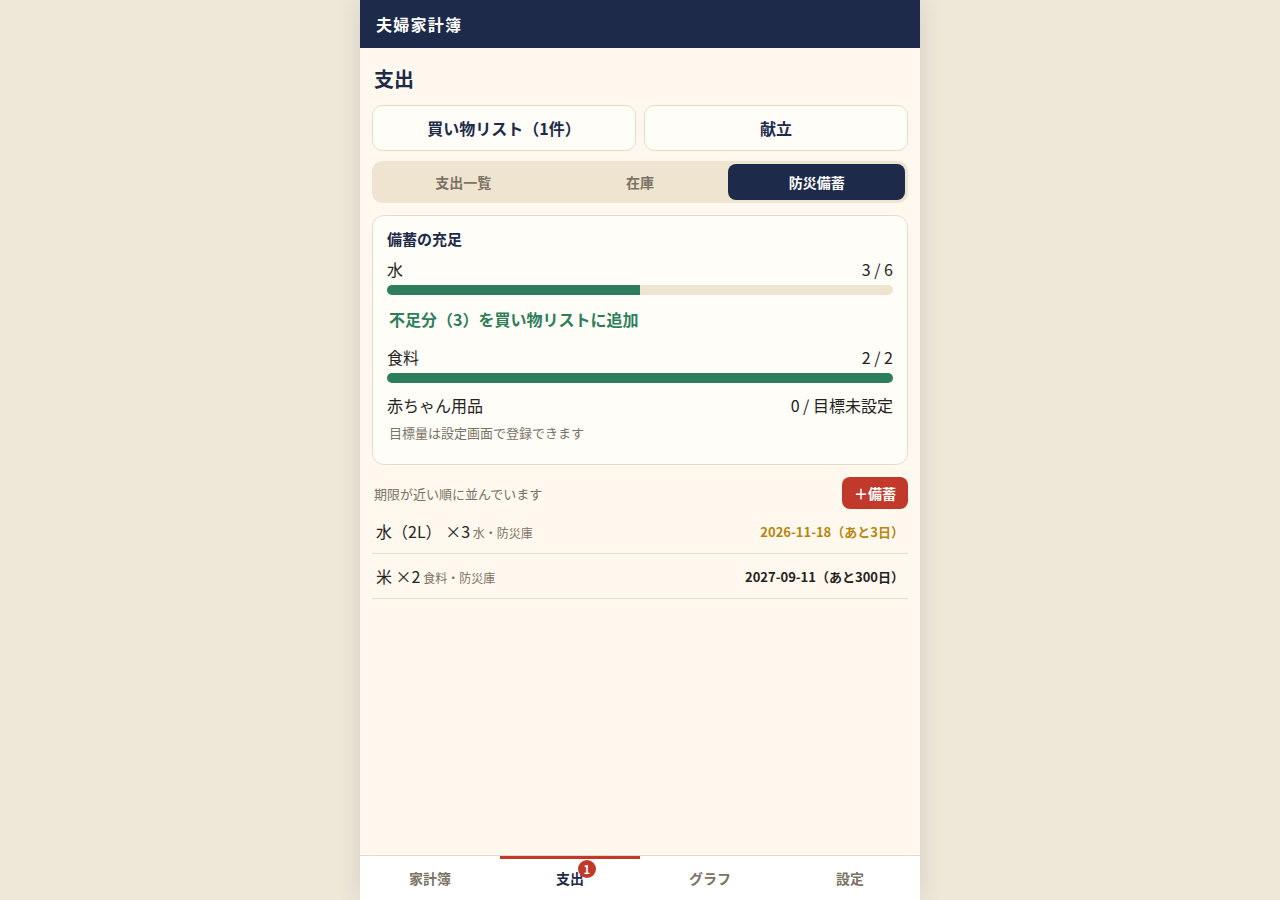 夫婦家計簿
支出
買い物リスト（1件）
献立
支出一覧
在庫
防災備蓄
備蓄の充足
水 3 / 6
不足分（3）を買い物リストに追加
食料 2 / 2
赤ちゃん用品 0 / 目標未設定
目標量は設定画面で登録できます
期限が近い順に並んでいます
＋備蓄
水（2L） ×3 水・防災庫 2026-11-18（あと3日）
米 ×2 食料・防災庫 2027-09-11（あと300日）
家計簿
支出
1
グラフ
設定